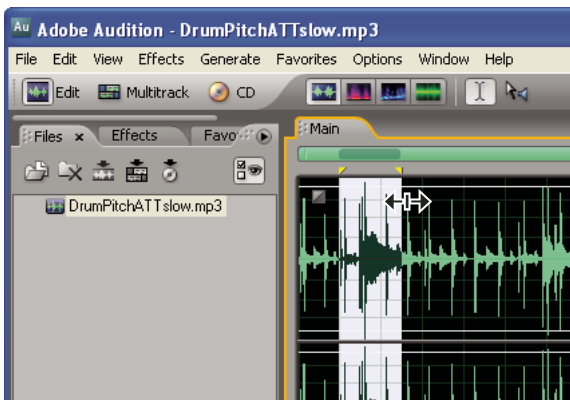 Au Adobe Audition - DrumPitchATTslow.mp3
File Edit View Effects Generate Favorites Options Window Help
Edit Multitrack CD
Files x Effects Favo Main
DrumPitchATTslow.mp3